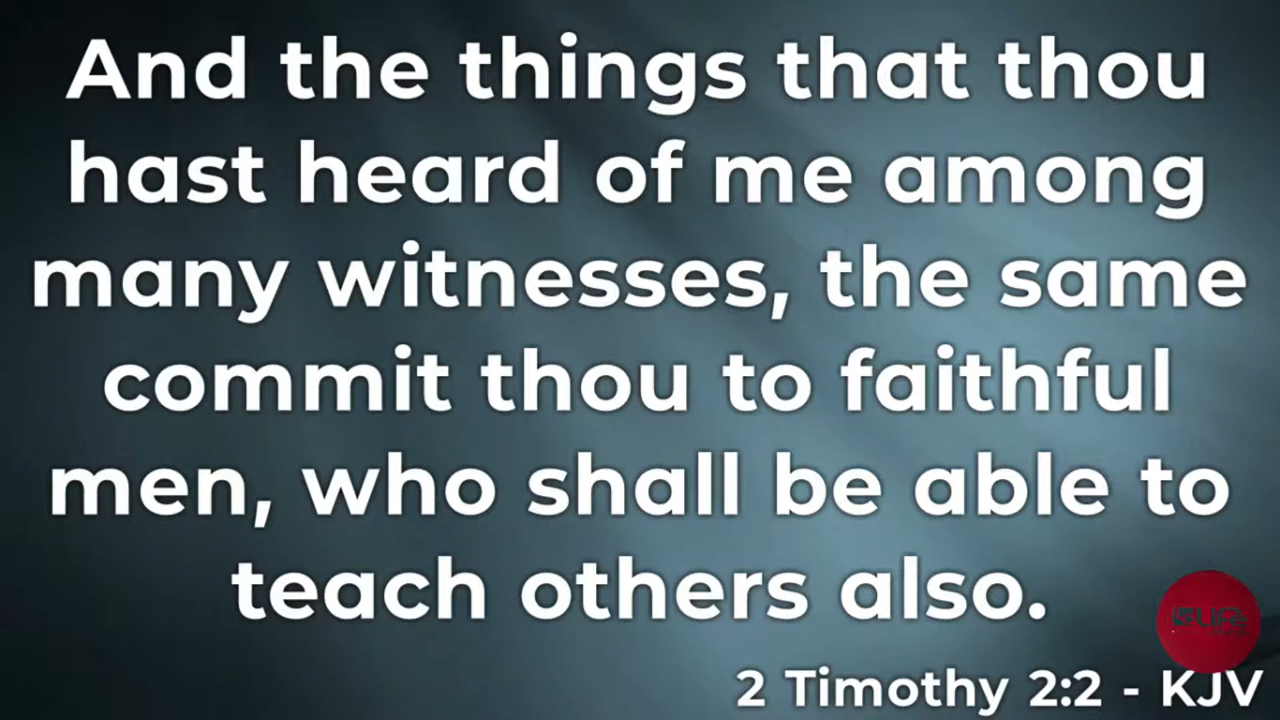 And the things that thou
hast heard of me among
many witnesses, the same
commit thou to faithful
men, who shall be able to
teach others also.
LIFe
2 Timothy 2:2 - KJV